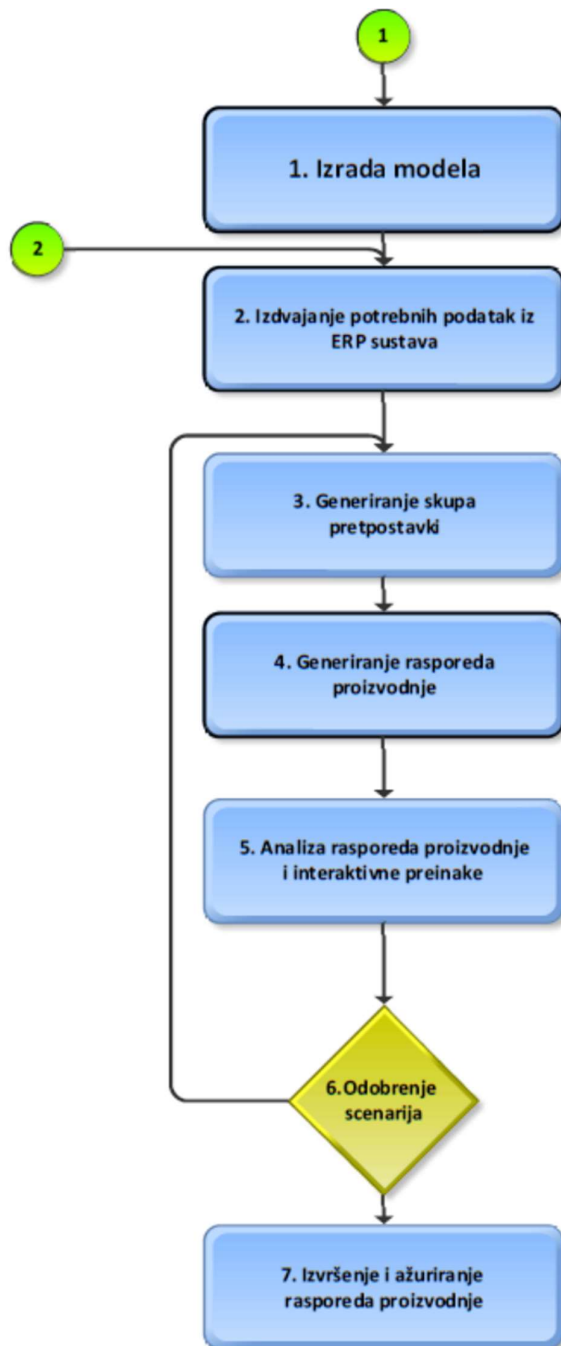 1
1. Izrada modela
2
2. Izdvajanje potrebnih podatak iz
ERP sustava
3. Generiranje skupa
pretpostavki
4. Generiranje rasporeda
proizvodnje
5. Analiza rasporeda proizvodnje
i interaktivne preinake
6.Odobrenje
scenarija
7. Izvršenje i ažuriranje
rasporeda proizvodnje